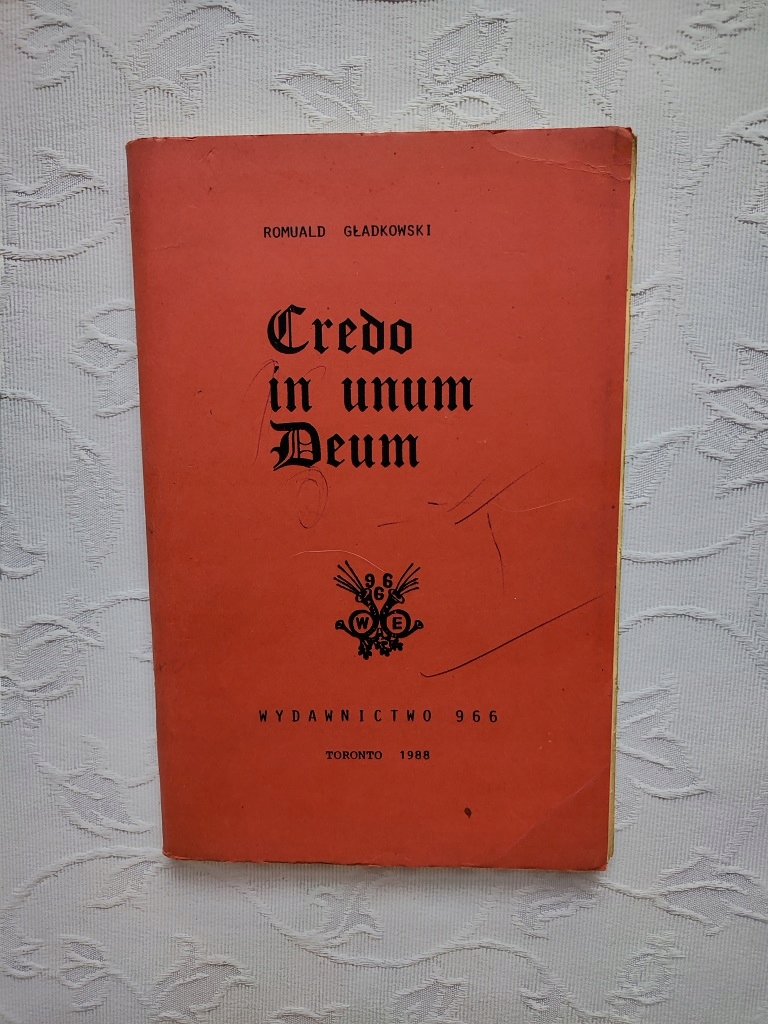 ROMUALD GŁADKOWSKI
Credo
in unum
Deum
966
W E
WYDAWNICTWO 966
TORONTO 1988